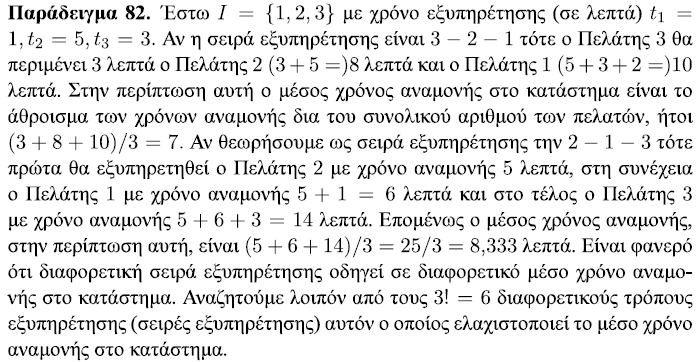 Παράδειγμα 82. Έστω I = {1, 2, 3} με χρόνο εξυπηρέτησης (σε λεπτά) t₁ =
1, t₂ = 5, t₃ = 3. Αν η σειρά εξυπηρέτησης είναι 3 − 2 − 1 τότε ο Πελάτης 3 θα
περιμένει 3 λεπτά ο Πελάτης 2 (3 + 5 =)8 λεπτά και ο Πελάτης 1 (5 + 3 + 2 =)10
λεπτά. Στην περίπτωση αυτή ο μέσος χρόνος αναμονής στο κατάστημα είναι το
άθροισμα των χρόνων αναμονής δια του συνολικού αριθμού των πελατών, ήτοι
(3 + 8 + 10)/3 = 7. Αν θεωρήσουμε ως σειρά εξυπηρέτησης την 2 − 1 − 3 τότε
πρώτα θα εξυπηρετηθεί ο Πελάτης 2 με χρόνο αναμονής 5 λεπτά, στη συνέχεια
ο Πελάτης 1 με χρόνο αναμονής 5 + 1 = 6 λεπτά και στο τέλος ο Πελάτης 3
με χρόνο αναμονής 5 + 6 + 3 = 14 λεπτά. Επομένως ο μέσος χρόνος αναμονής,
στην περίπτωση αυτή, είναι (5 + 6 + 14)/3 = 25/3 = 8,333 λεπτά. Είναι φανερό
ότι διαφορετική σειρά εξυπηρέτησης οδηγεί σε διαφορετικό μέσο χρόνο αναμο-
νής στο κατάστημα. Αναζητούμε λοιπόν από τους 3! = 6 διαφορετικούς τρόπους
εξυπηρέτησης (σειρές εξυπηρέτησης) αυτόν ο οποίος ελαχιστοποιεί το μέσο χρόνο
αναμονής στο κατάστημα.